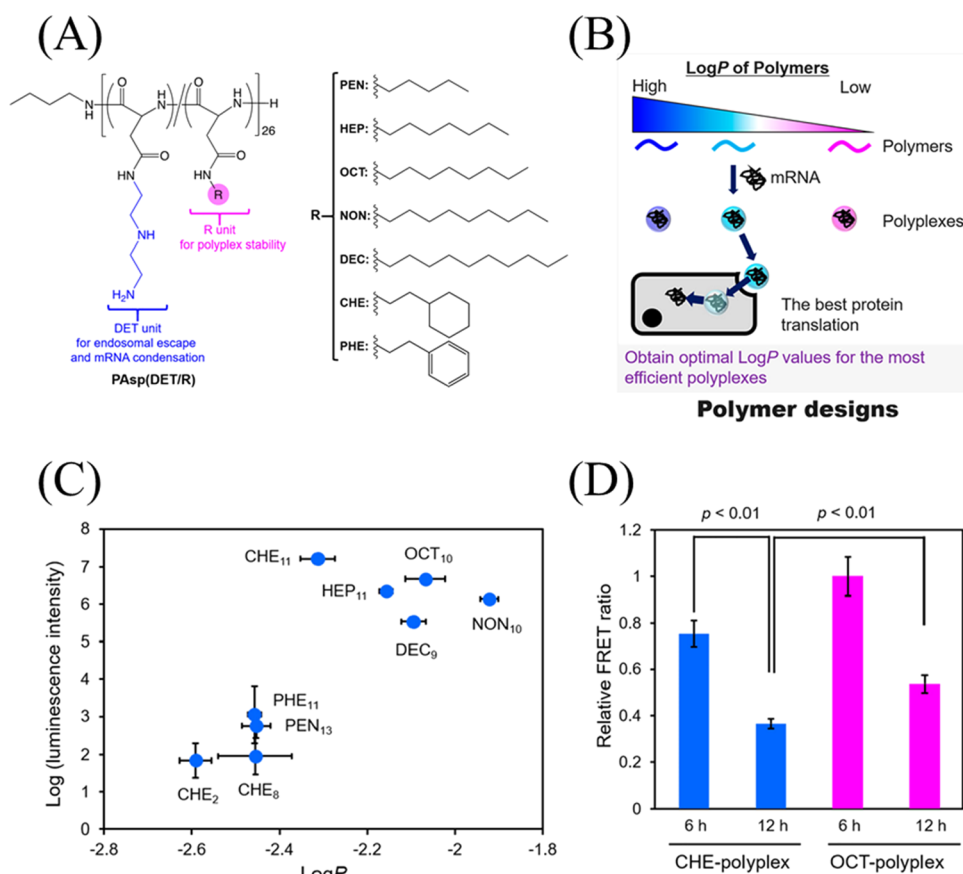 (A)
O
H
N
O
H
N
H
N
H
26
O
HN
O
HN
R
NH
H2N
R unit
for polyplex stability
DET unit
for endosomal escape
and mRNA condensation
PAsp(DET/R)
R
PEN:
HEP:
OCT:
NON:
DEC:
CHE:
PHE:
(B)
LogP of Polymers
High
Low
Polymers
mRNA
Polyplexes
The best protein
translation
Obtain optimal LogP values for the most
efficient polyplexes
Polymer designs
(C)
Log (luminescence intensity)
8
7
6
5
4
3
2
1
0
CHE11
OCT10
HEP11
NON10
DEC9
PHE11
PEN13
CHE2
CHE8
-2.8
-2.6
-2.4
-2.2
-2
-1.8
LogP
(D)
p < 0.01
p < 0.01
Relative FRET ratio
1.2
1
0.8
0.6
0.4
0.2
0
6 h
12 h
6 h
12 h
CHE-polyplex
OCT-polyplex